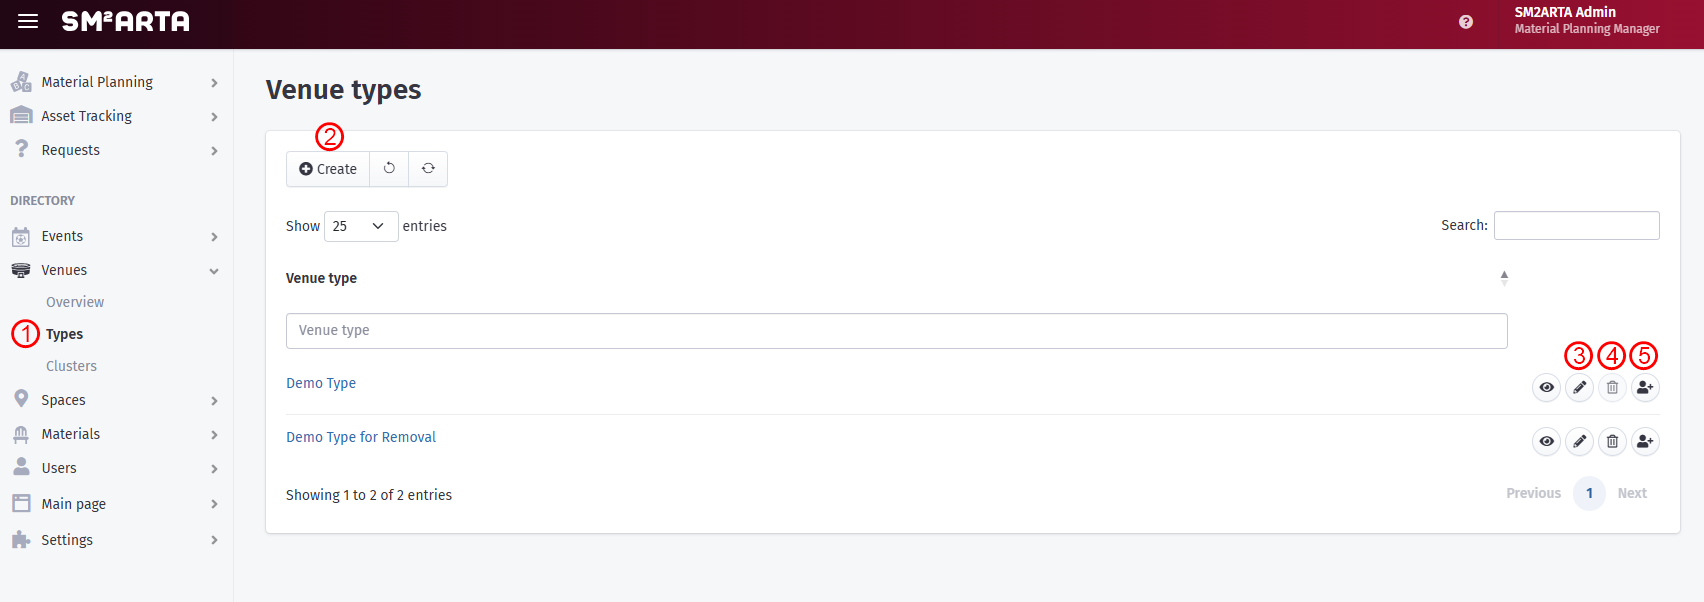 SM²ARTA
SM2ARTA Admin
Material Planning Manager
Material Planning
Asset Tracking
Requests
DIRECTORY
Events
Venues
Overview
1 Types
Clusters
Spaces
Materials
Users
Main page
Settings
Venue types
2
Create
Show 25 entries
Search:
Venue type
Venue type
3 4 5
Demo Type
Demo Type for Removal
Showing 1 to 2 of 2 entries
Previous 1 Next